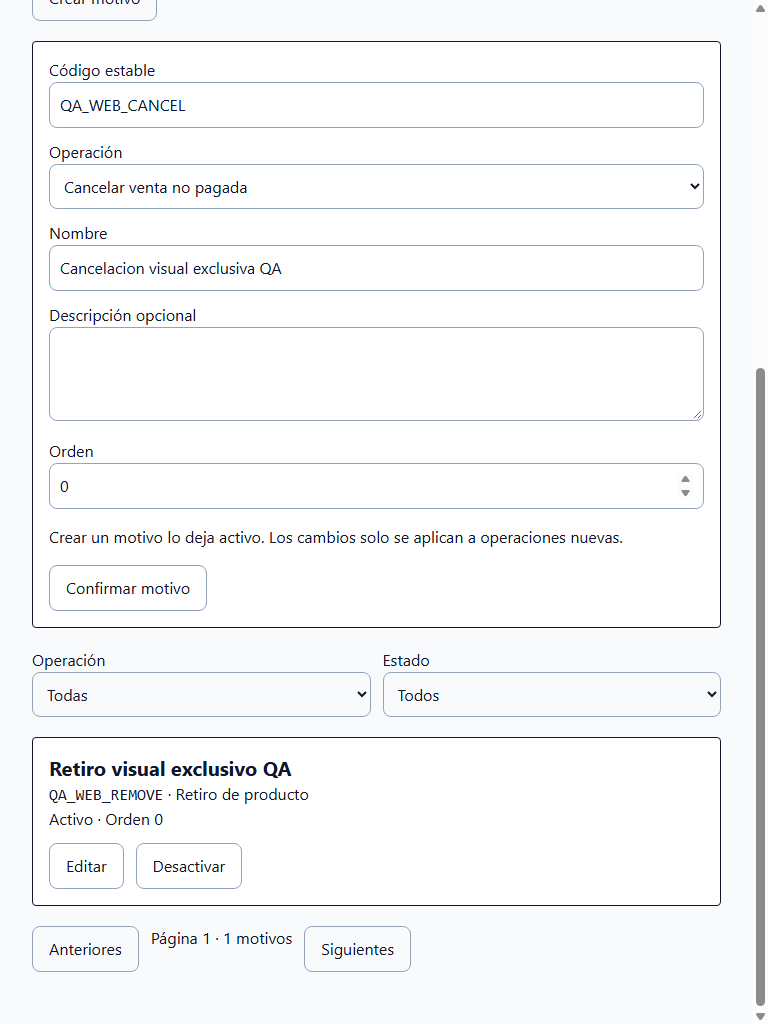 Crear motivo
Código estable
QA_WEB_CANCEL
Operación
Cancelar venta no pagada
Nombre
Cancelacion visual exclusiva QA
Descripción opcional
Orden
0
Crear un motivo lo deja activo. Los cambios solo se aplican a operaciones nuevas.
Confirmar motivo
Operación
Estado
Todas
Todos
Retiro visual exclusivo QA
QA_WEB_REMOVE · Retiro de producto
Activo · Orden 0
Editar
Desactivar
Anteriores
Página 1 · 1 motivos
Siguientes